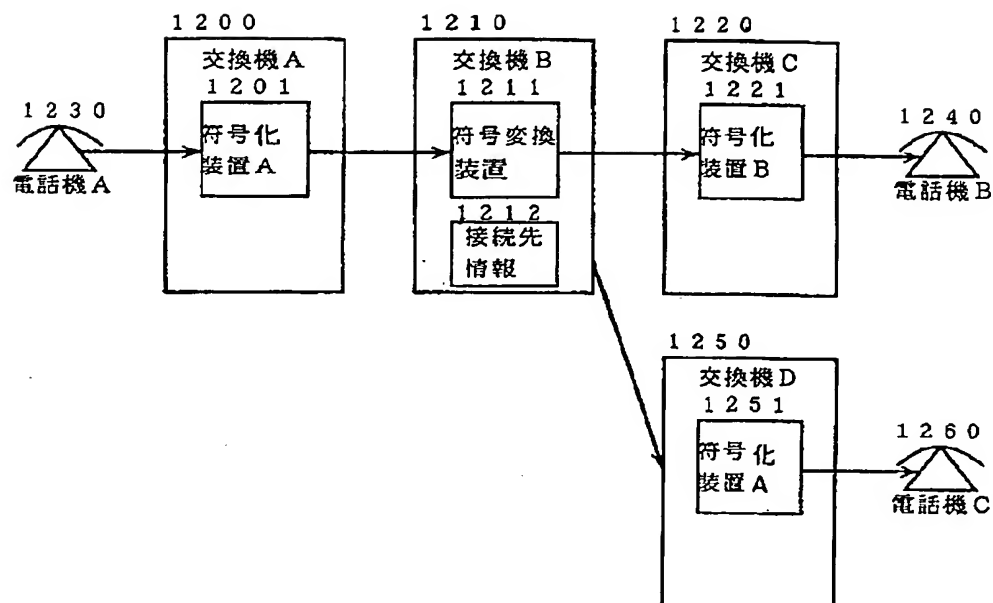 1200
交換機A
1201
符号化
装置A
1210
交換機B
1211
符号変換
装置
1212
接続先
情報
1220
交換機C
1221
符号化
装置B
1230
電話機A
1240
電話機B
1250
交換機D
1251
符号化
装置A
1260
電話機C